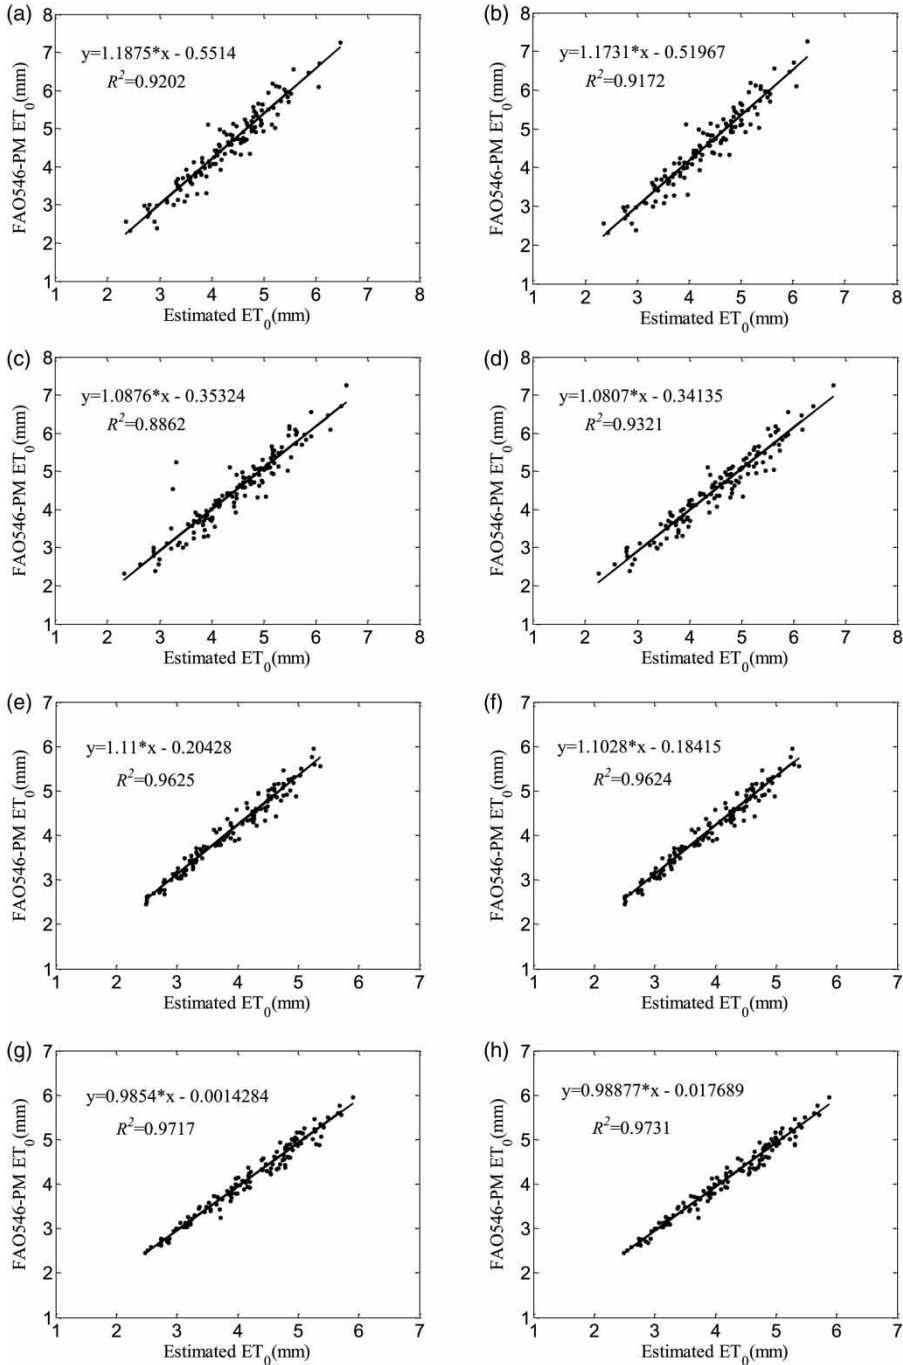 (a)
8
7
6
5
4
3
2
1
y=1.1875*x - 0.5514
R²=0.9202
FAO546-PM ET₀(mm)
1 2 3 4 5 6 7 8
Estimated ET₀(mm)
(b)
8
7
6
5
4
3
2
1
y=1.1731*x - 0.51967
R²=0.9172
FAO546-PM ET₀(mm)
1 2 3 4 5 6 7 8
Estimated ET₀(mm)
(c)
8
7
6
5
4
3
2
1
y=1.0876*x - 0.35324
R²=0.8862
FAO546-PM ET₀(mm)
1 2 3 4 5 6 7 8
Estimated ET₀(mm)
(d)
8
7
6
5
4
3
2
1
y=1.0807*x - 0.34135
R²=0.9321
FAO546-PM ET₀(mm)
1 2 3 4 5 6 7 8
Estimated ET₀(mm)
(e)
7
6
5
4
3
2
1
y=1.11*x - 0.20428
R²=0.9625
FAO546-PM ET₀(mm)
1 2 3 4 5 6 7
Estimated ET₀(mm)
(f)
7
6
5
4
3
2
1
y=1.1028*x - 0.18415
R²=0.9624
FAO546-PM ET₀(mm)
1 2 3 4 5 6 7
Estimated ET₀(mm)
(g)
7
6
5
4
3
2
1
y=0.9854*x - 0.0014284
R²=0.9717
FAO546-PM ET₀(mm)
1 2 3 4 5 6 7
Estimated ET₀(mm)
(h)
7
6
5
4
3
2
1
y=0.98877*x - 0.017689
R²=0.9731
FAO546-PM ET₀(mm)
1 2 3 4 5 6 7
Estimated ET₀(mm)